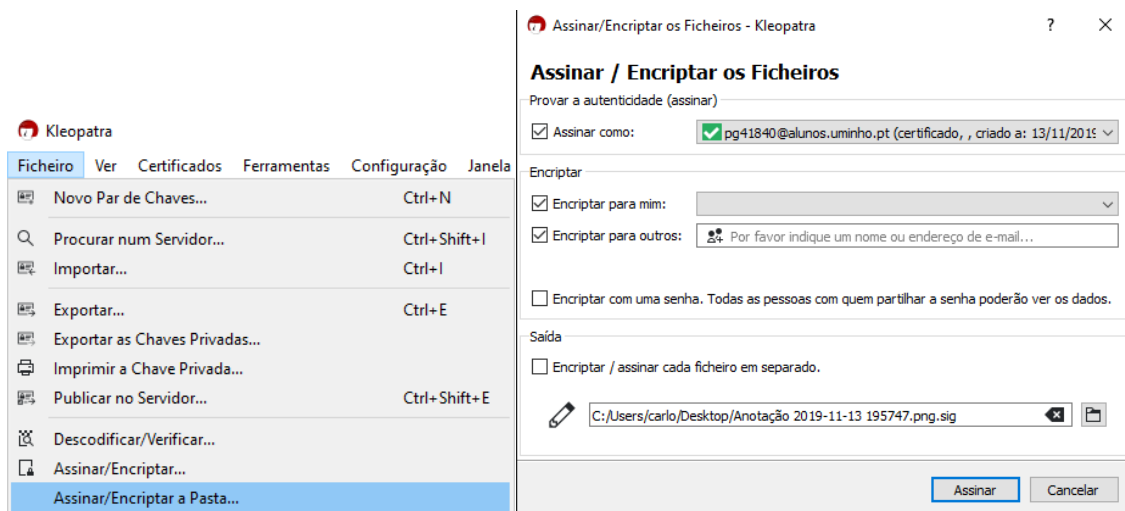 Kleopatra
Ficheiro Ver Certificados Ferramentas Configuração Janela
Novo Par de Chaves... Ctrl+N
Procurar num Servidor... Ctrl+Shift+I
Importar... Ctrl+I
Exportar... Ctrl+E
Exportar as Chaves Privadas...
Imprimir a Chave Privada...
Publicar no Servidor... Ctrl+Shift+E
Descodificar/Verificar...
Assinar/Encriptar...
Assinar/Encriptar a Pasta...
Assinar/Encriptar os Ficheiros - Kleopatra ?
Assinar / Encriptar os Ficheiros
Provar a autenticidade (assinar)
Assinar como: pg41840@alunos.uminho.pt (certificado, , criado a: 13/11/2019
Encriptar
Encriptar para mim:
Encriptar para outros: Por favor indique um nome ou endereço de e-mail...
Encriptar com uma senha. Todas as pessoas com quem partilhar a senha poderão ver os dados.
Saída
Encriptar / assinar cada ficheiro em separado.
C:/Users/carlo/Desktop/Anotação 2019-11-13 195747.png.sig
Assinar Cancelar